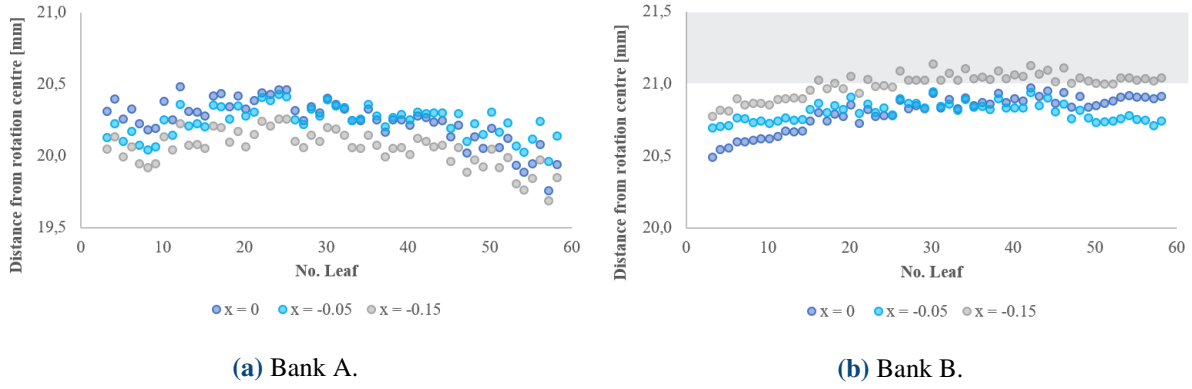 Distance from rotation centre [mm]
21,0
20,5
20,0
19,5
0 10 20 30 40 50 60
No. Leaf
x = 0 x = -0.05 x = -0.15
(a) Bank A.
Distance from rotation centre [mm]
21,5
21,0
20,5
20,0
0 10 20 30 40 50 60
No. Leaf
x = 0 x = -0.05 x = -0.15
(b) Bank B.